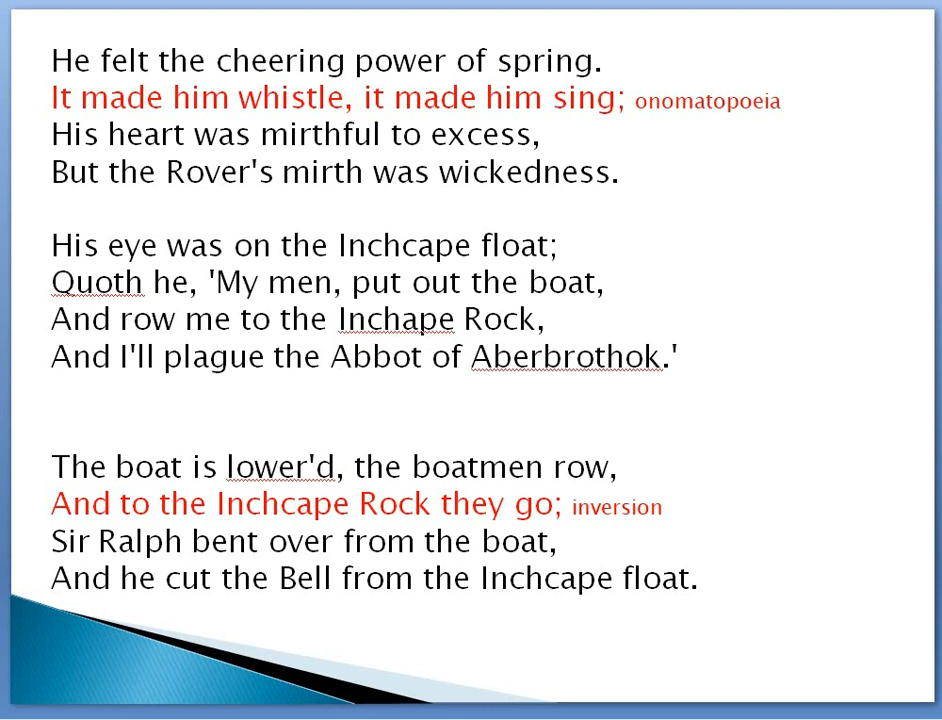 He felt the cheering power of spring.
It made him whistle, it made him sing; onomatopoeia
His heart was mirthful to excess,
But the Rover's mirth was wickedness.
His eye was on the Inchcape float;
Quoth he, 'My men, put out the boat,
And row me to the Inchape Rock,
And I'll plague the Abbot of Aberbrothok.'
The boat is lower'd, the boatmen row,
And to the Inchcape Rock they go; inversion
Sir Ralph bent over from the boat,
And he cut the Bell from the Inchcape float.